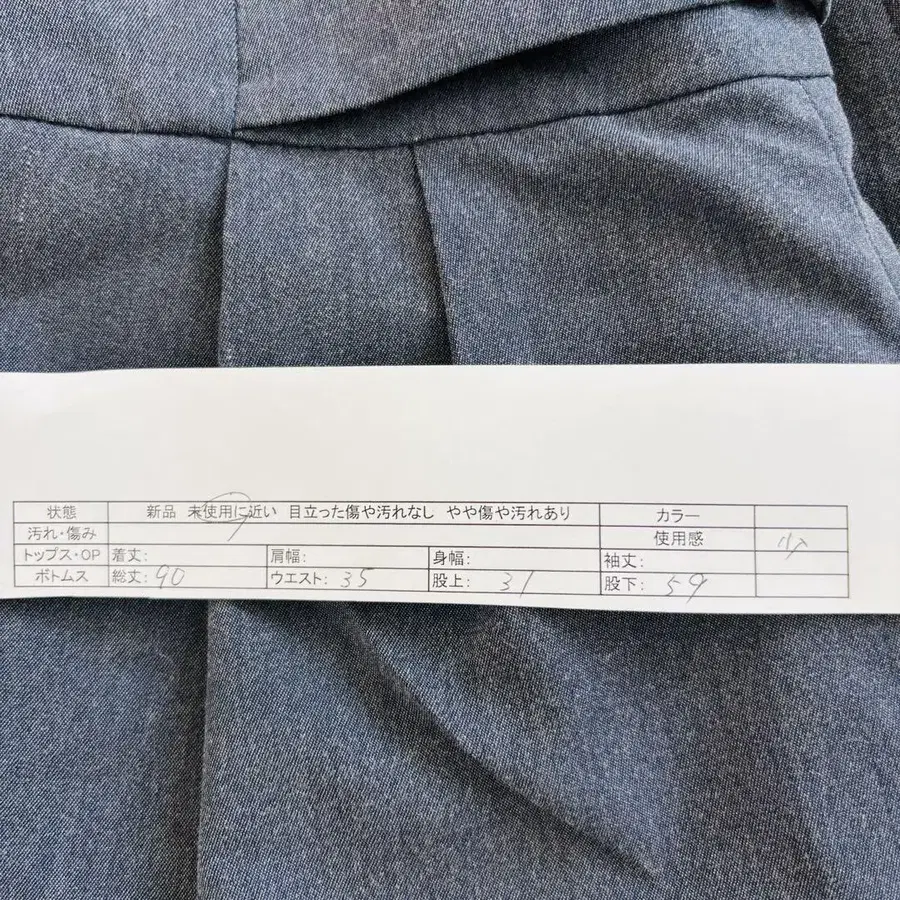 状態 新品 未使用に近い 目立った傷や汚れなし やや傷や汚れあり カラー
汚れ・傷み 使用感 小
トップス・OP 着丈: 肩幅: 身幅: 袖丈:
ボトムス 総丈: 90 ウエスト: 35 股上: 31 股下: 59